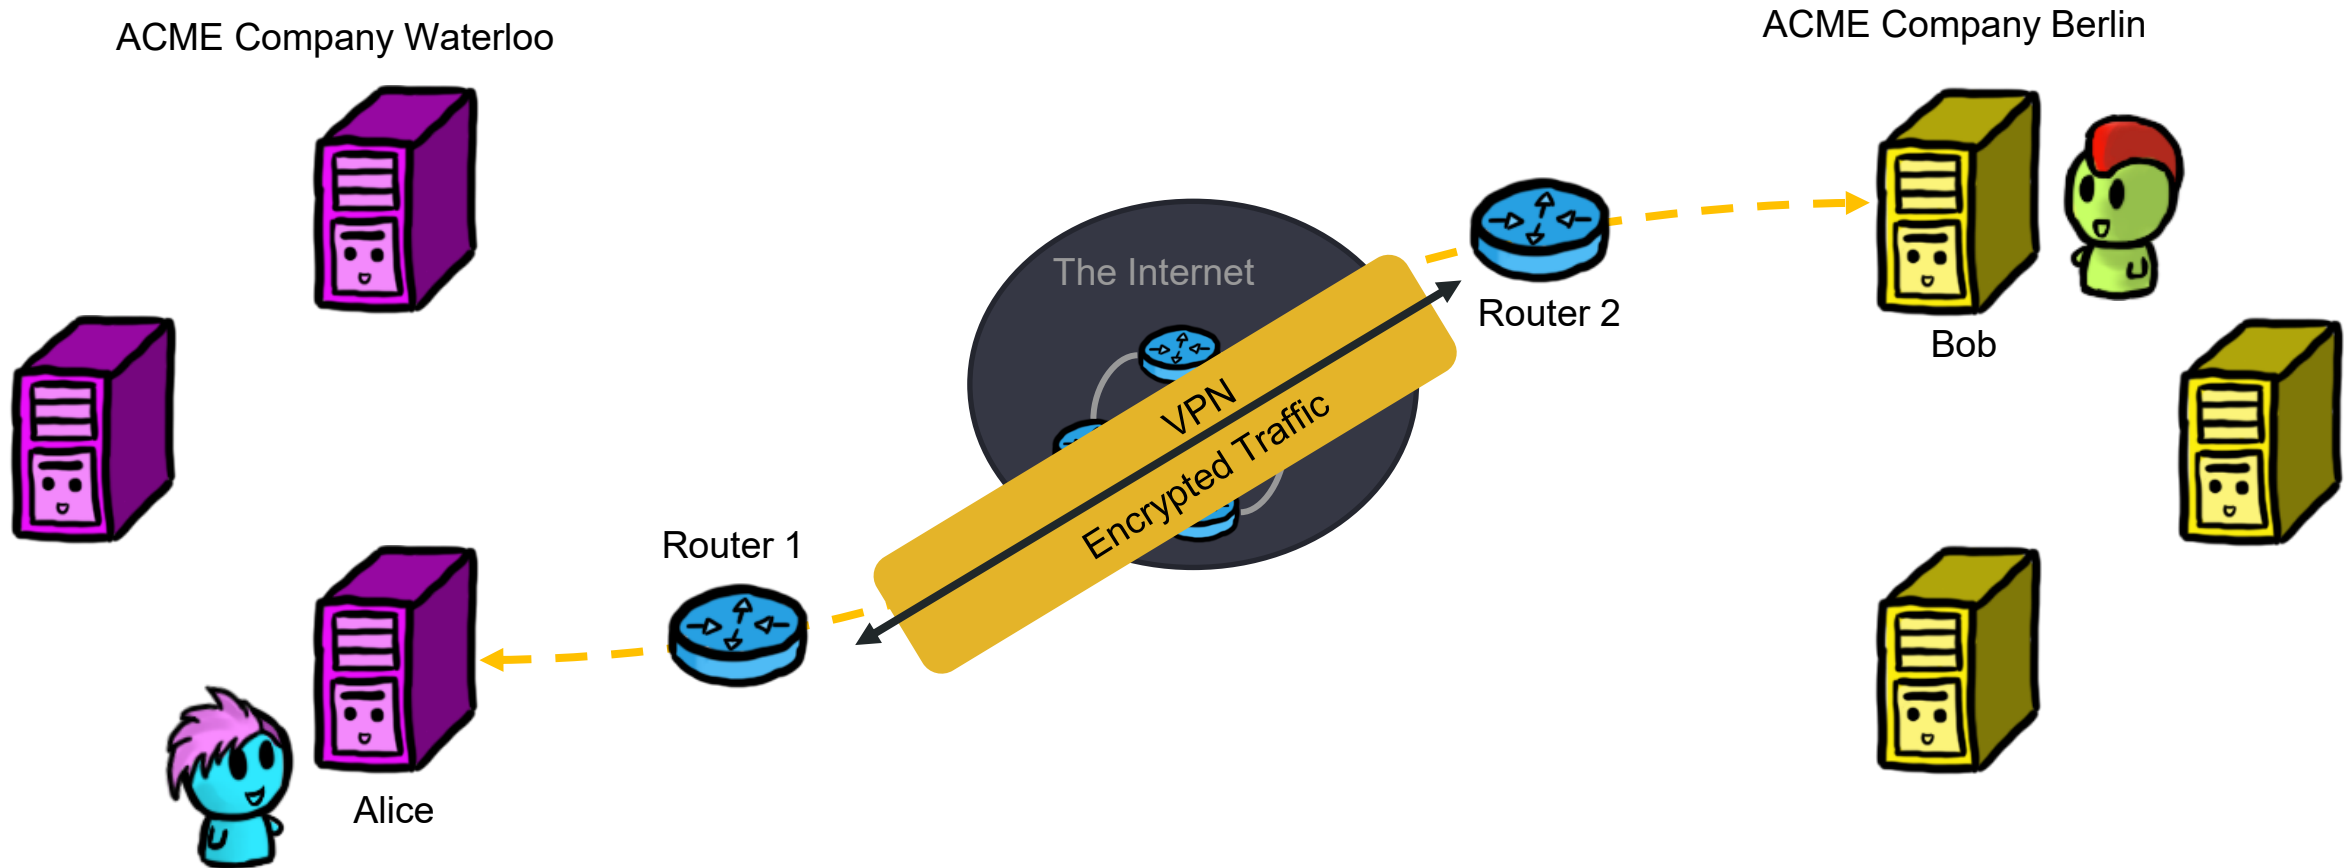 ACME Company Waterloo
ACME Company Berlin
The Internet
Router 2
Bob
VPN
Encrypted Traffic
Router 1
Alice